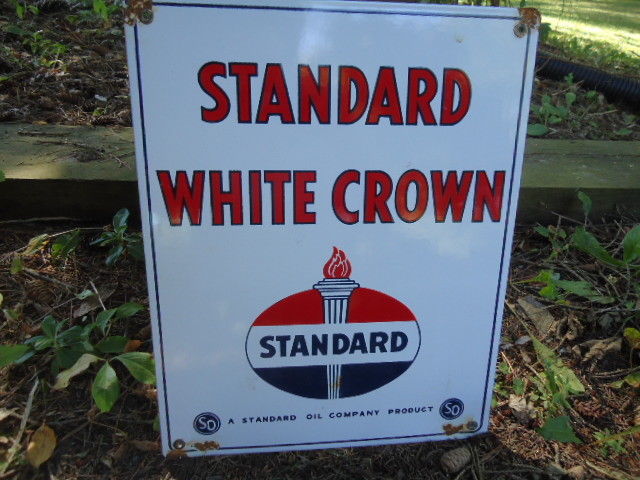 STANDARD
WHITE CROWN
STANDARD
SO A STANDARD OIL COMPANY PRODUCT SO